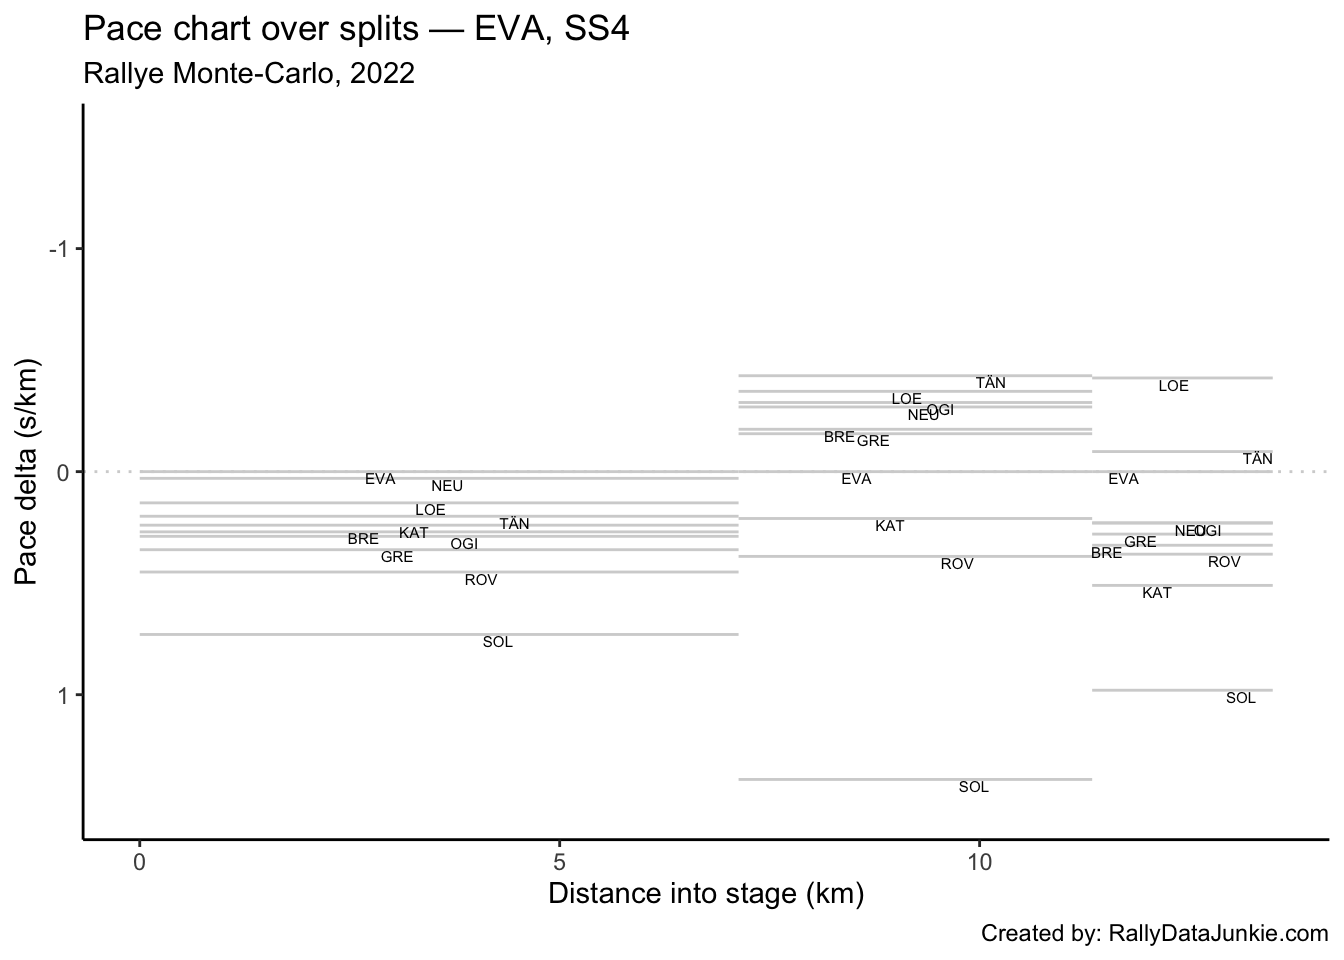 Pace chart over splits — EVA, SS4
Rallye Monte-Carlo, 2022
Pace delta (s/km)
-1
0
1
EVA
NEU
LOE
TÄN
KAT
BRE
OGI
GRE
ROV
SOL
TÄN
LOE
OGI
NEU
BRE
GRE
EVA
KAT
ROV
SOL
LOE
TÄN
EVA
NEU
OGI
GRE
BRE
ROV
KAT
SOL
0
5
10
Distance into stage (km)
Created by: RallyDataJunkie.com